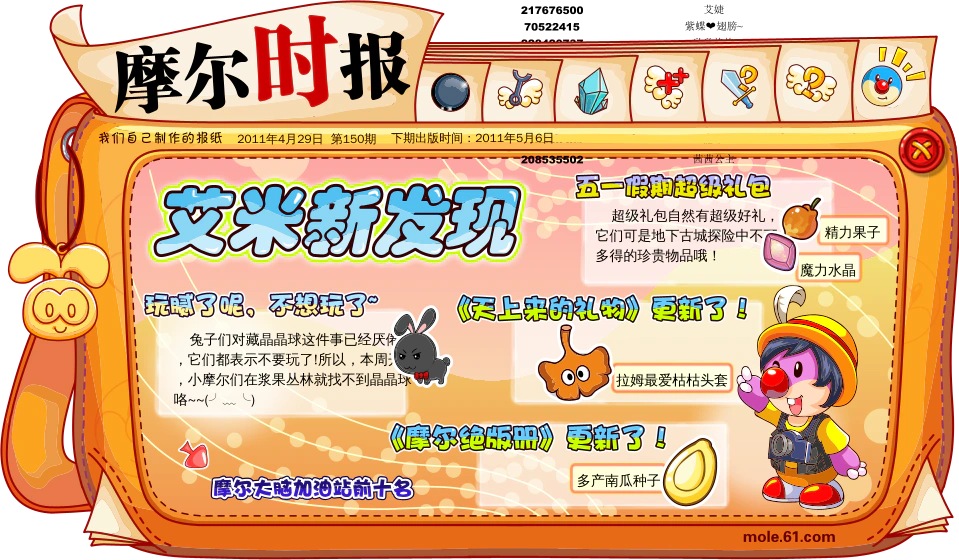 217676500 艾婕
70522415 紫蝶❤翅膀~
摩尔时报
我们自己制作的报纸 2011年4月29日 第150期 下期出版时间：2011年5月6日
208535502 茜茜公主
艾米新发现
五一假期超级礼包
超级礼包自然有超级好礼，
它们可是地下古城探险中不可
多得的珍贵物品哦！
精力果子
魔力水晶
玩腻了呢，不想玩了~
兔子们对藏晶晶球这件事已经厌倦
，它们都表示不要玩了!所以，本周
，小摩尔们在浆果丛林就找不到晶晶球
咯~~(╯﹏╰)
《天上来的礼物》更新了！
拉姆最爱枯枯头套
《摩尔绝版册》更新了！
多产南瓜种子
摩尔大脑加油站前十名
mole.61.com